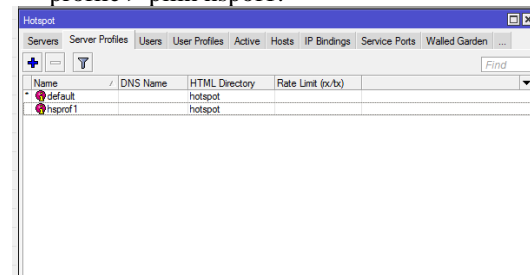 Hotspot
Servers Server Profiles Users User Profiles Active Hosts IP Bindings Service Ports Walled Garden ...
Find
Name / DNS Name HTML Directory Rate Limit (rx/tx)
* default hotspot
hsprof1 hotspot